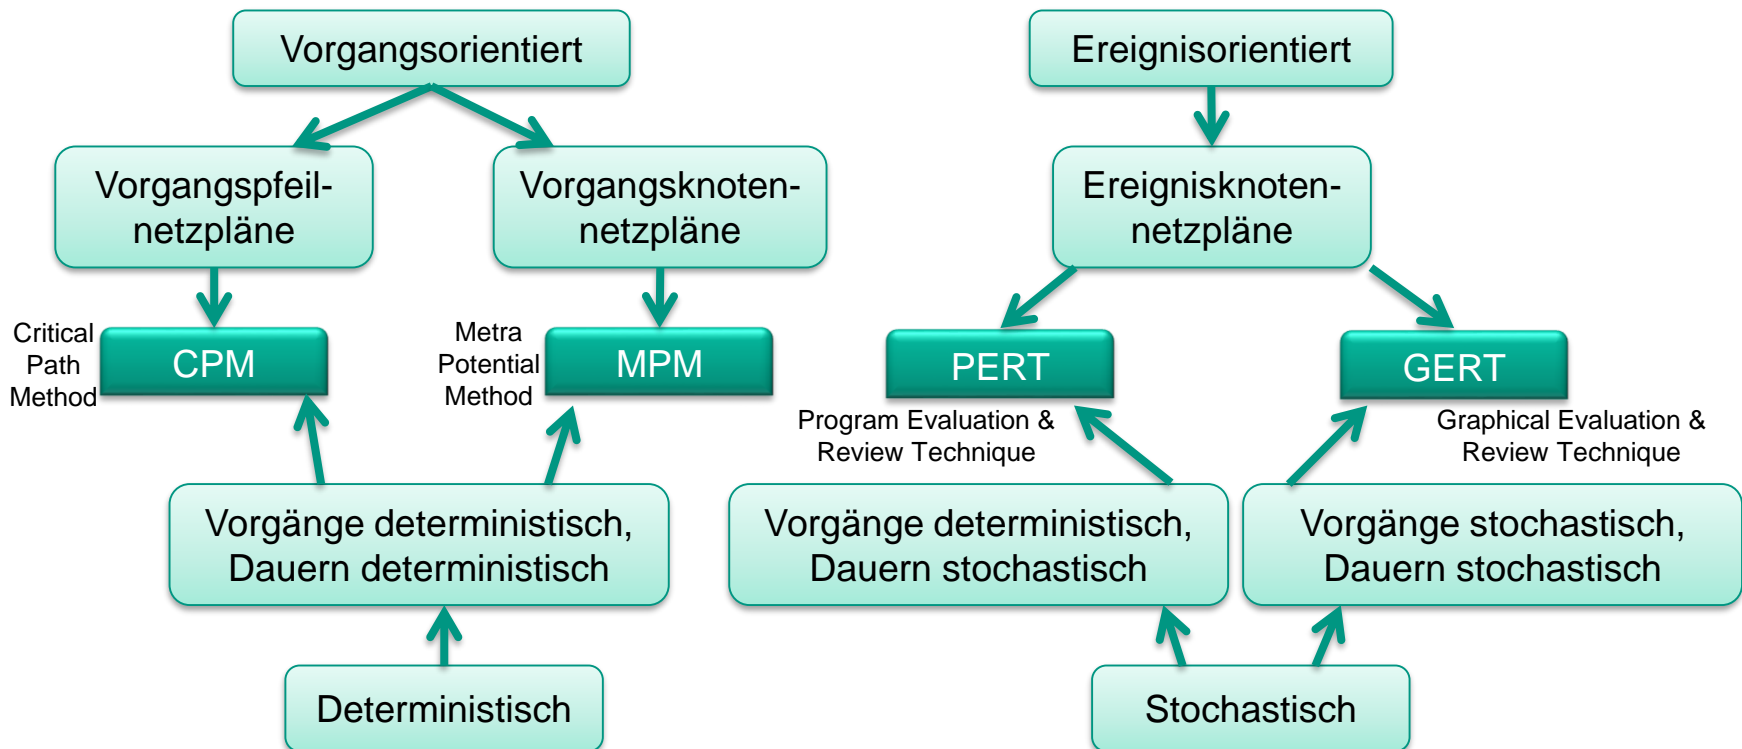 Vorgangsorientiert
Ereignisorientiert
Vorgangspfeil-
netzpläne
Vorgangsknoten-
netzpläne
Ereignisknoten-
netzpläne
Critical
Path
Method
CPM
Metra
Potential
Method
MPM
PERT
Program Evaluation &
Review Technique
GERT
Graphical Evaluation &
Review Technique
Vorgänge deterministisch,
Dauern deterministisch
Vorgänge deterministisch,
Dauern stochastisch
Vorgänge stochastisch,
Dauern stochastisch
Deterministisch
Stochastisch